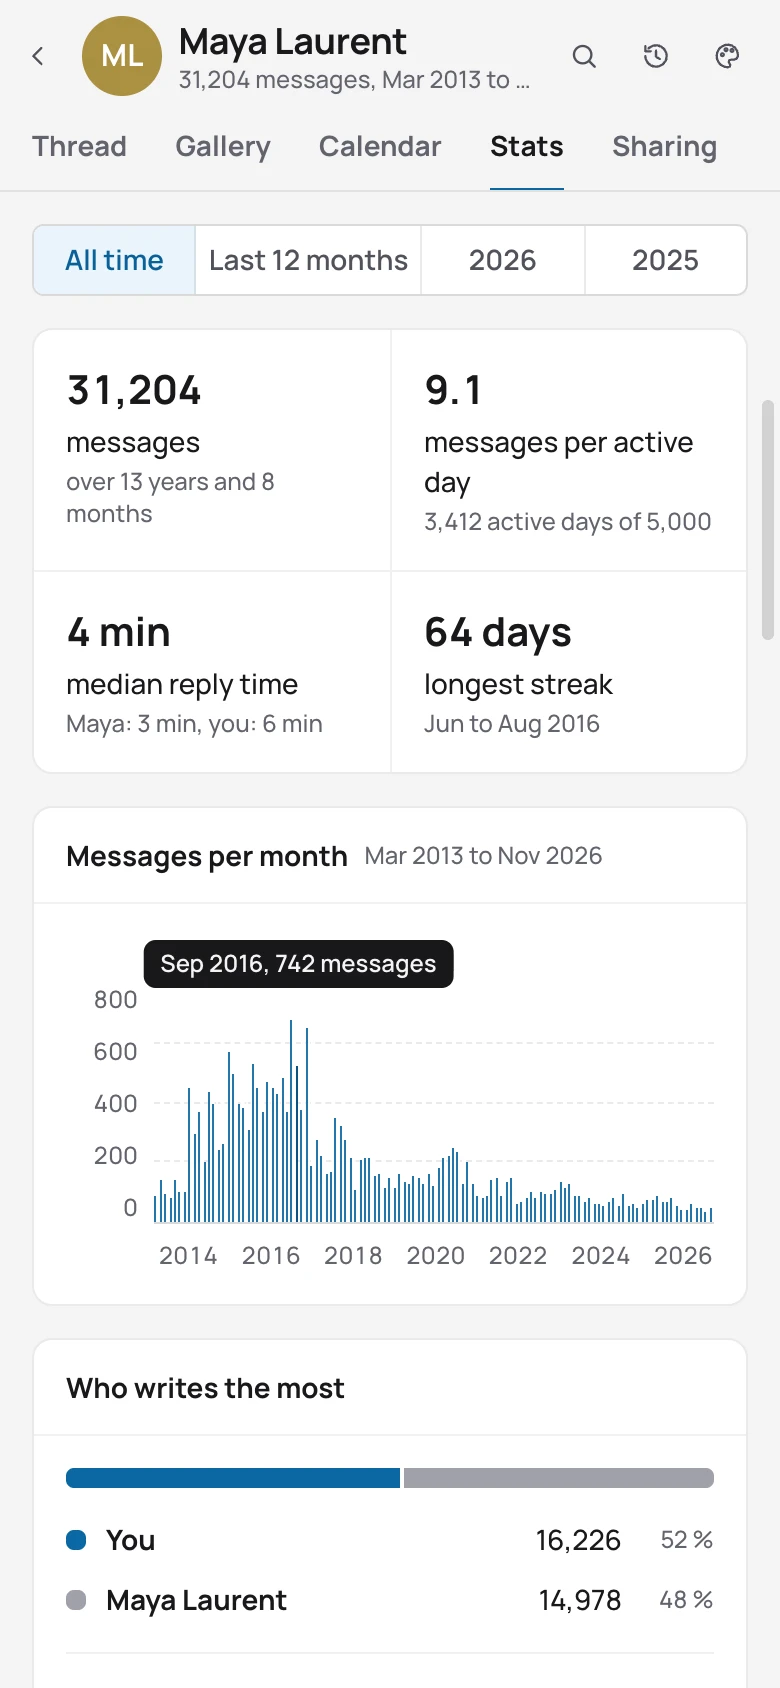 ML
Maya Laurent
31,204 messages, Mar 2013 to ...
Thread Gallery Calendar Stats Sharing
All time Last 12 months 2026 2025
31,204
messages
over 13 years and 8
months
9.1
messages per active
day
3,412 active days of 5,000
4 min
median reply time
Maya: 3 min, you: 6 min
64 days
longest streak
Jun to Aug 2016
Messages per month Mar 2013 to Nov 2026
Sep 2016, 742 messages
800
600
400
200
0
2014 2016 2018 2020 2022 2024 2026
Who writes the most
You 16,226 52 %
Maya Laurent 14,978 48 %